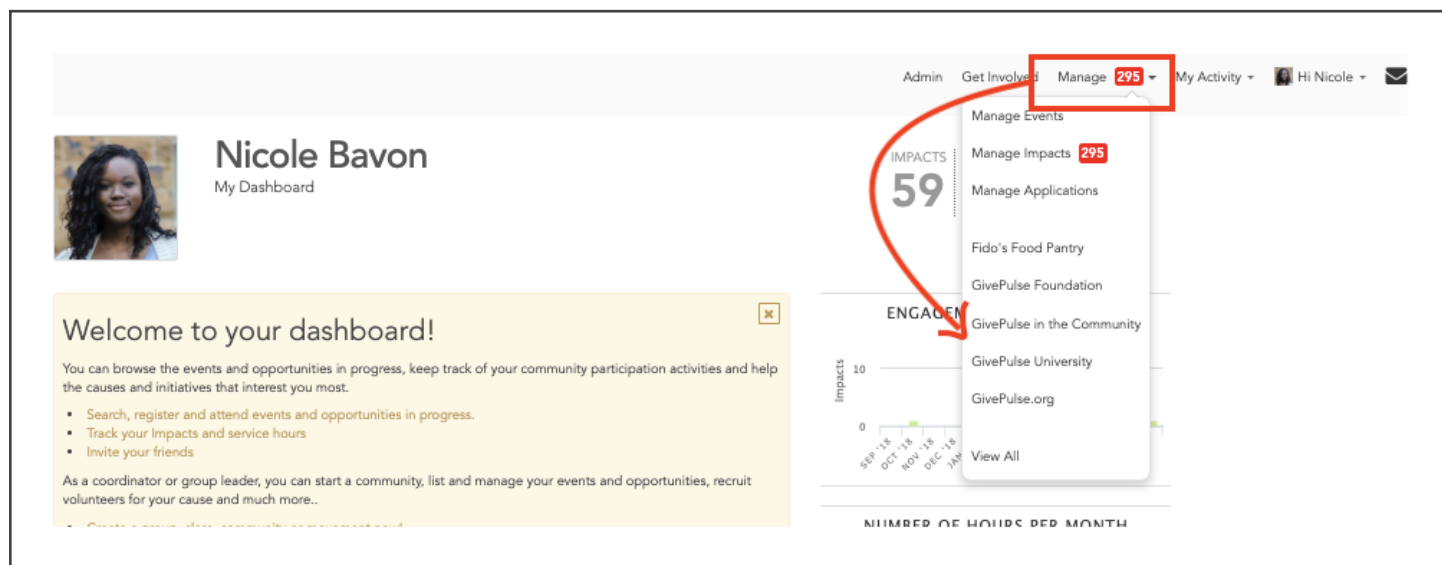 Admin Get Involved Manage 295 My Activity Hi Nicole
Manage Events
Manage Impacts 295
Manage Applications
Fido's Food Pantry
GivePulse Foundation
GivePulse in the Community
GivePulse University
GivePulse.org
View All
Nicole Bavon
My Dashboard
IMPACTS
59
Welcome to your dashboard!
You can browse the events and opportunities in progress, keep track of your community participation activities and help
the causes and initiatives that interest you most.
• Search, register and attend events and opportunities in progress.
• Track your Impacts and service hours
• Invite your friends
As a coordinator or group leader, you can start a community, list and manage your events and opportunities, recruit
volunteers for your cause and much more..
Impacts
10
0
SEP '18
OCT '18
NOV '18
DEC '18
NUMBER OF HOURS PER MONTH